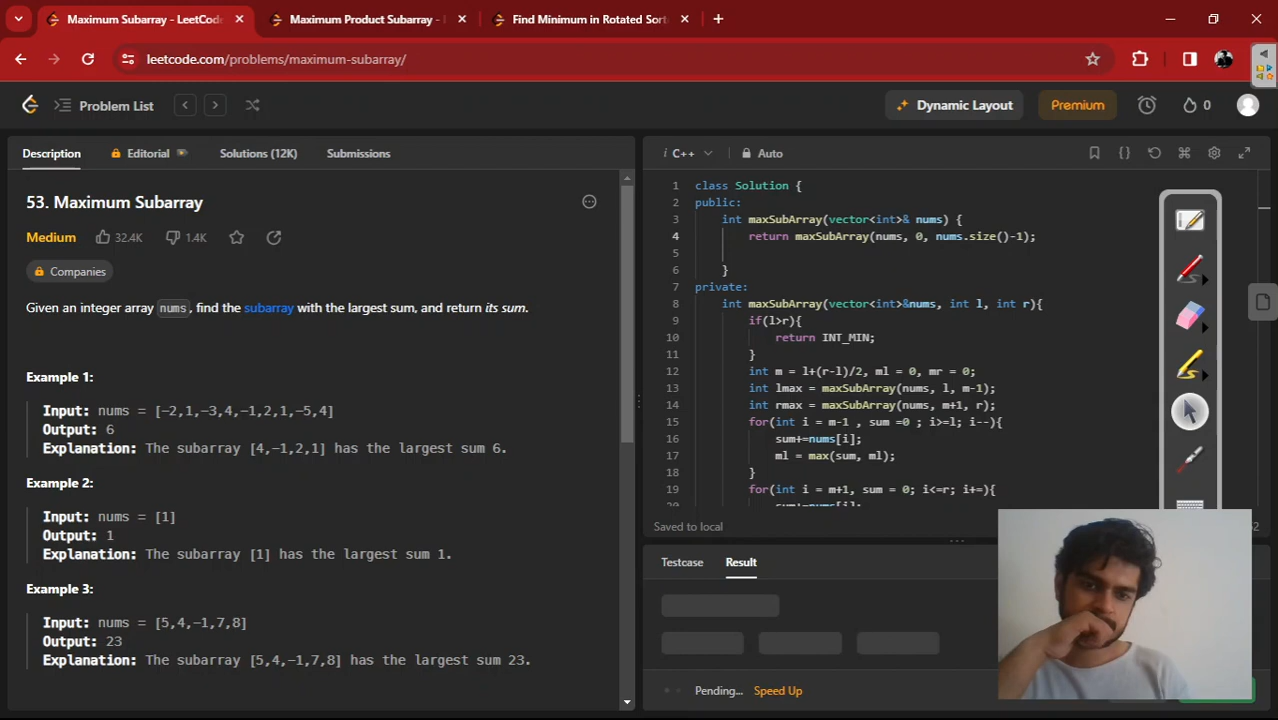 Maximum Subarray - LeetCode
Maximum Product Subarray -
Find Minimum in Rotated Sort
leetcode.com/problems/maximum-subarray/
Problem List
Dynamic Layout
Premium
0
Description
Editorial
Solutions (12K)
Submissions
53. Maximum Subarray
Medium
32.4K
1.4K
Companies
Given an integer array nums, find the subarray with the largest sum, and return its sum.
Example 1:
Input: nums = [-2,1,-3,4,-1,2,1,-5,4]
Output: 6
Explanation: The subarray [4,-1,2,1] has the largest sum 6.
Example 2:
Input: nums = [1]
Output: 1
Explanation: The subarray [1] has the largest sum 1.
Example 3:
Input: nums = [5,4,-1,7,8]
Output: 23
Explanation: The subarray [5,4,-1,7,8] has the largest sum 23.
i C++
Auto
1 class Solution {
2 public:
3 int maxSubArray(vector<int>& nums) {
4 return maxSubArray(nums, 0, nums.size()-1);
5
6 }
7 private:
8 int maxSubArray(vector<int>&nums, int l, int r){
9 if(l>r){
10 return INT_MIN;
11 }
12 int m = l+(r-l)/2, ml = 0, mr = 0;
13 int lmax = maxSubArray(nums, l, m-1);
14 int rmax = maxSubArray(nums, m+1, r);
15 for(int i = m-1 , sum =0 ; i>=l; i--){
16 sum+=nums[i];
17 ml = max(sum, ml);
18 }
19 for(int i = m+1, sum = 0; i<=r; i+=){
20 sum+=nums[i];
Saved to local
Testcase
Result
Pending...
Speed Up